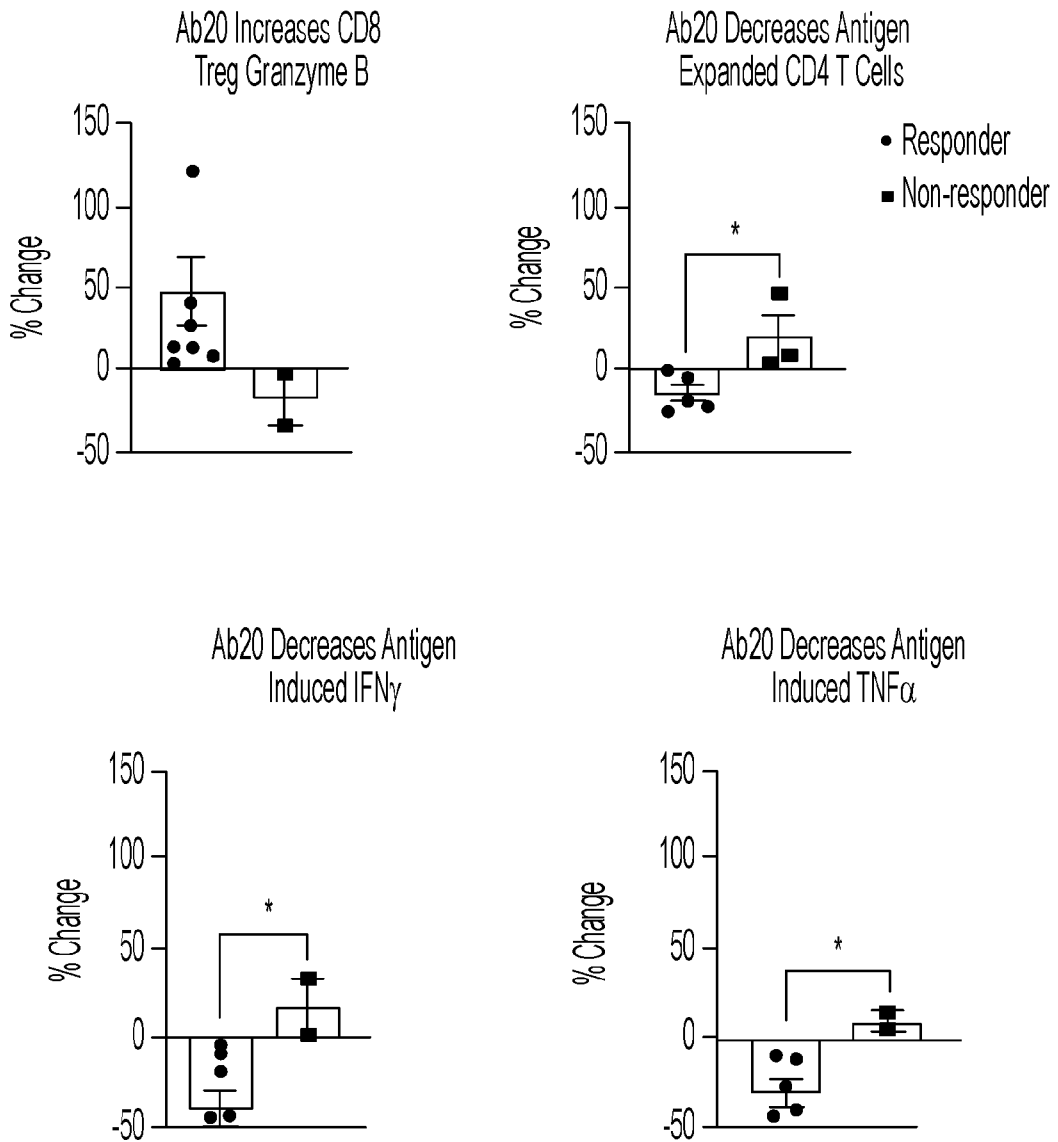 Ab20 Increases CD8
Treg Granzyme B
150
100
50
0
-50
% Change
Ab20 Decreases Antigen
Expanded CD4 T Cells
150
100
50
0
-50
% Change
*
Responder
Non-responder
Ab20 Decreases Antigen
Induced IFNγ
150
100
50
0
-50
% Change
*
Ab20 Decreases Antigen
Induced TNFα
150
100
50
0
-50
% Change
*